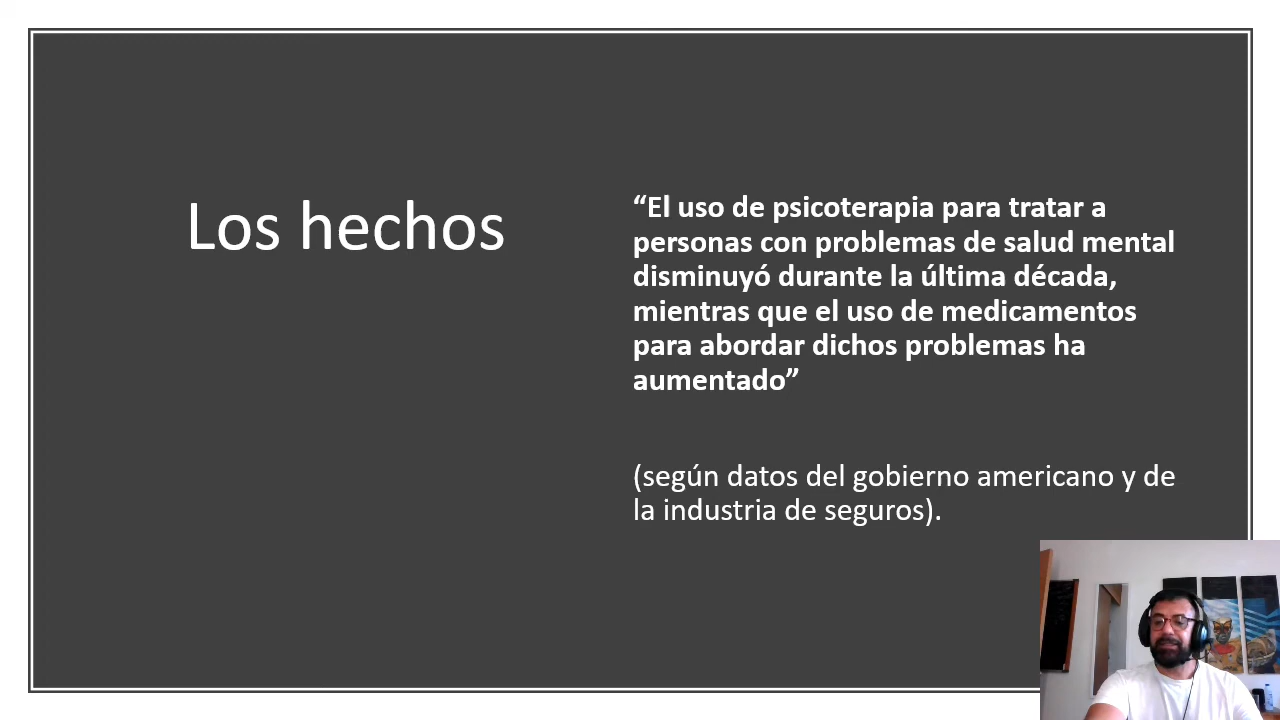 Los hechos
“El uso de psicoterapia para tratar a
personas con problemas de salud mental
disminuyó durante la última década,
mientras que el uso de medicamentos
para abordar dichos problemas ha
aumentado”
(según datos del gobierno americano y de
la industria de seguros).